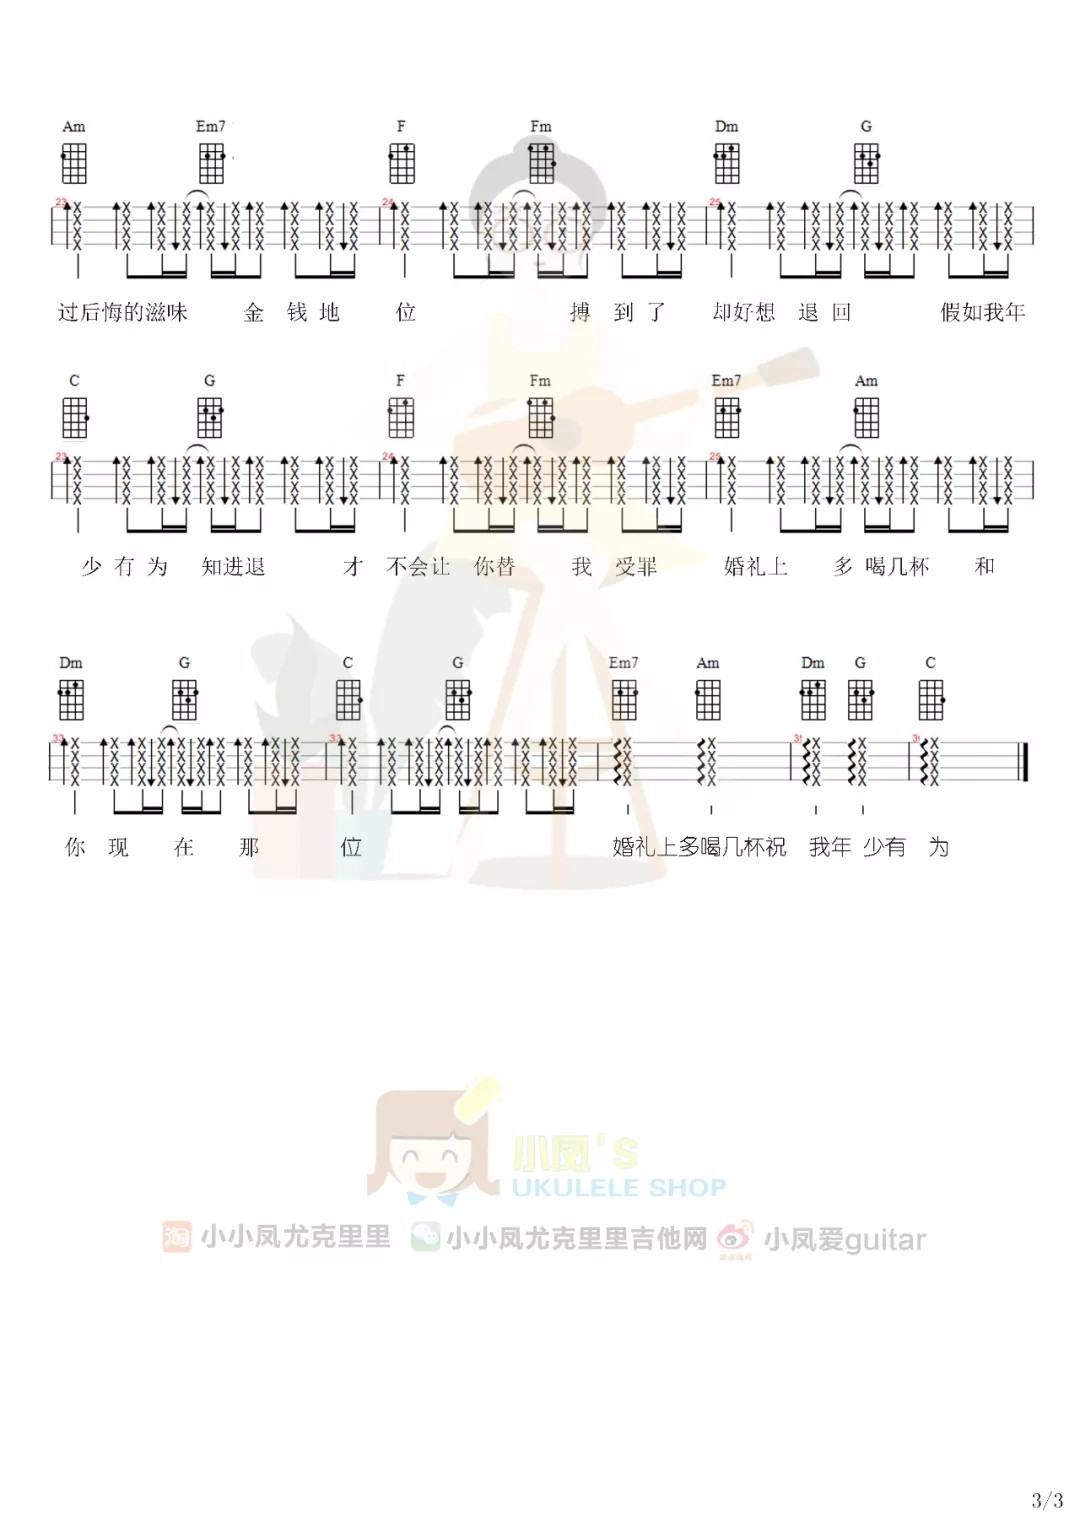 Am Em7 F Fm Dm G
23 24 25
过后悔的滋味 金 钱 地 位 搏 到 了 却好想 退 回 假如我年
C G F Fm Em7 Am
23 24 25
少 有 为 知进退 才 不会让 你替 我 受罪 婚礼上 多 喝几杯 和
Dm G C G Em7 Am Dm G C
33 33
你 现 在 那 位 婚礼上多喝几杯祝 我年 少有 为
小凤's
UKULELE SHOP
淘 小小凤尤克里里 小小凤尤克里里吉他网 小凤爱guitar
3/3